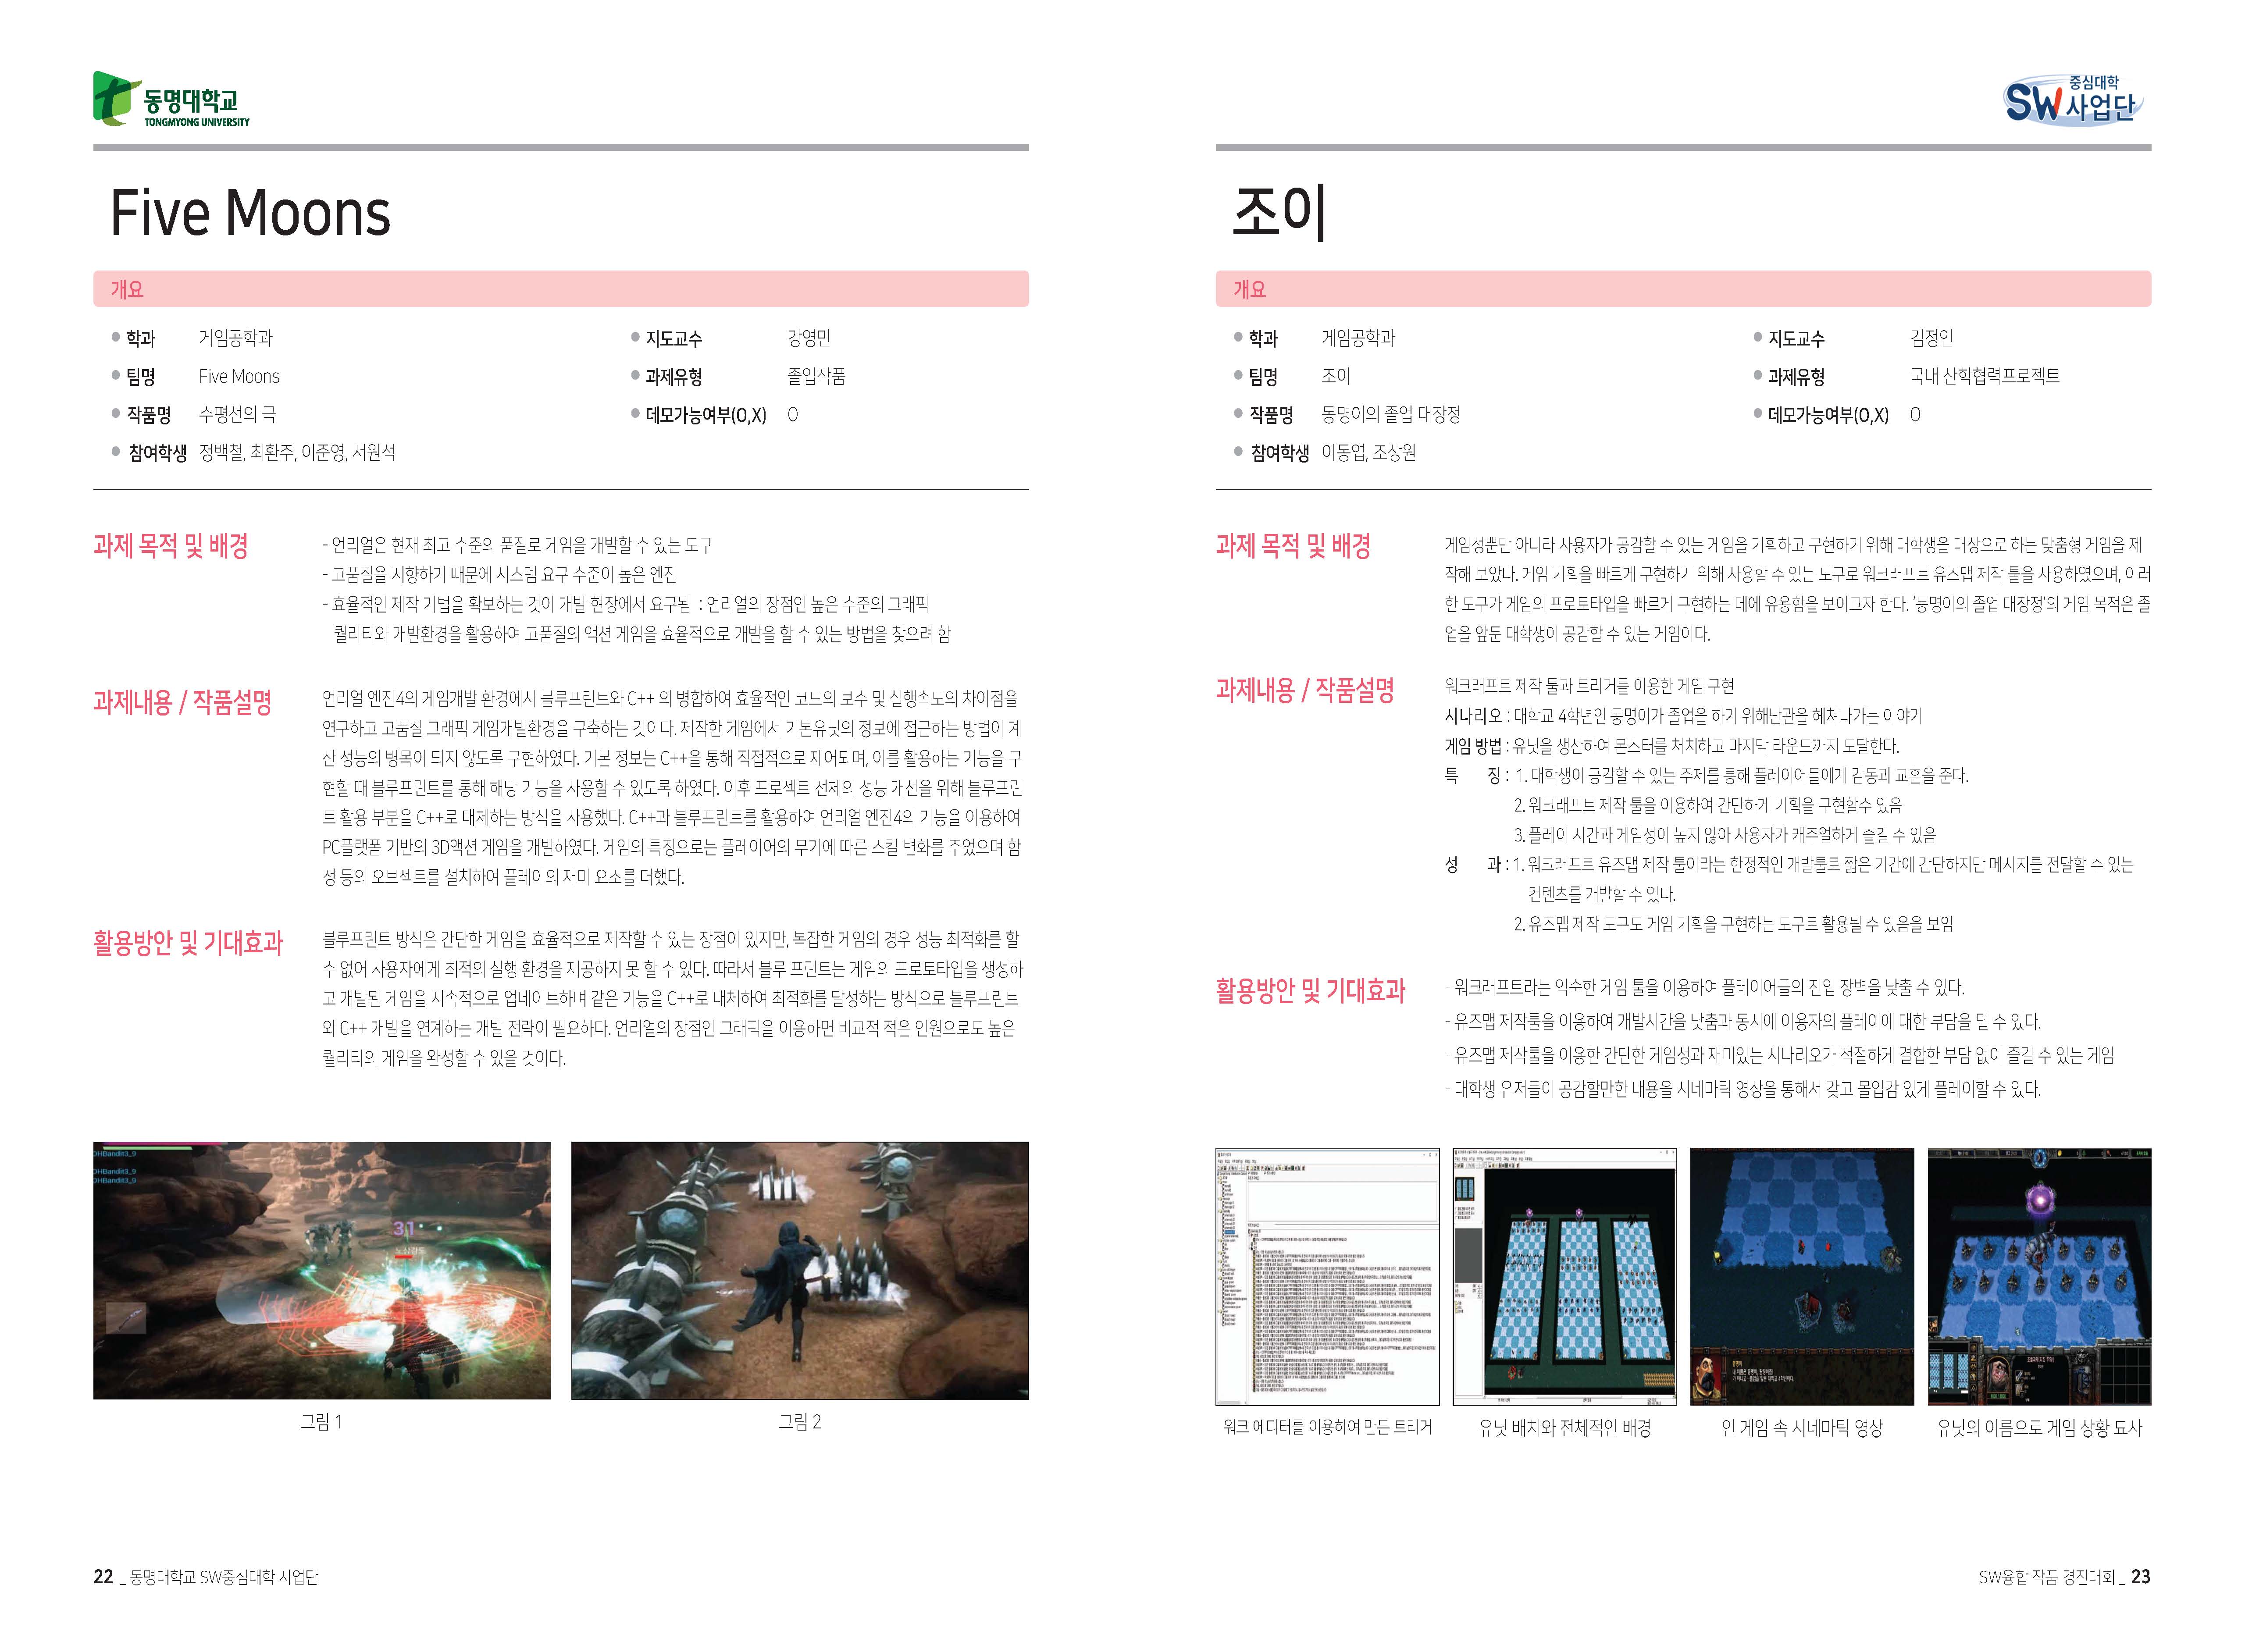 동명대학교
TONGMYONG UNIVERSITY
Five Moons
개요
학과 게임공학과
지도교수 강영민
팀명 Five Moons
과제유형 졸업작품
작품명 수평선의 극
데모가능여부(O,X) O
참여학생 정백철, 최환주, 이준영, 서원석
과제 목적 및 배경
- 언리얼은 현재 최고 수준의 품질로 게임을 개발할 수 있는 도구
- 고품질을 지향하기 때문에 시스템 요구 수준이 높은 엔진
- 효율적인 제작 기법을 확보하는 것이 개발 현장에서 요구됨 : 언리얼의 장점인 높은 수준의 그래픽
퀄리티와 개발환경을 활용하여 고품질의 액션 게임을 효율적으로 개발을 할 수 있는 방법을 찾으려 함
과제내용 / 작품설명
언리얼 엔진4의 게임개발 환경에서 블루프린트와 C++ 의 병합하여 효율적인 코드의 보수 및 실행속도의 차이점을
연구하고 고품질 그래픽 게임개발환경을 구축하는 것이다. 제작한 게임에서 기본유닛의 정보에 접근하는 방법이 계
산 성능의 병목이 되지 않도록 구현하였다. 기본 정보는 C++을 통해 직접적으로 제어되며, 이를 활용하는 기능을 구
현할 때 블루프린트를 통해 해당 기능을 사용할 수 있도록 하였다. 이후 프로젝트 전체의 성능 개선을 위해 블루프린
트 활용 부분을 C++로 대체하는 방식을 사용했다. C++과 블루프린트를 활용하여 언리얼 엔진4의 기능을 이용하여
PC플랫폼 기반의 3D액션 게임을 개발하였다. 게임의 특징으로는 플레이어의 무기에 따른 스킬 변화를 주었으며 함
정 등의 오브젝트를 설치하여 플레이의 재미 요소를 더했다.
활용방안 및 기대효과
블루프린트 방식은 간단한 게임을 효율적으로 제작할 수 있는 장점이 있지만, 복잡한 게임의 경우 성능 최적화를 할
수 없어 사용자에게 최적의 실행 환경을 제공하지 못 할 수 있다. 따라서 블루 프린트는 게임의 프로토타입을 생성하
고 개발된 게임을 지속적으로 업데이트하며 같은 기능을 C++로 대체하여 최적화를 달성하는 방식으로 블루프린트
와 C++ 개발을 연계하는 개발 전략이 필요하다. 언리얼의 장점인 그래픽을 이용하면 비교적 적은 인원으로도 높은
퀄리티의 게임을 완성할 수 있을 것이다.
DHBandit3_9
DHBandit3_9
DHBandit3_9
31
노상강도
그림 1
그림 2
22 _ 동명대학교 SW중심대학 사업단
중심대학
SW사업단
조이
개요
학과 게임공학과
지도교수 김정인
팀명 조이
과제유형 국내 산학협력프로젝트
작품명 동명이의 졸업 대장정
데모가능여부(O,X) O
참여학생 이동엽, 조상원
과제 목적 및 배경
게임성뿐만 아니라 사용자가 공감할 수 있는 게임을 기획하고 구현하기 위해 대학생을 대상으로 하는 맞춤형 게임을 제
작해 보았다. 게임 기획을 빠르게 구현하기 위해 사용할 수 있는 도구로 워크래프트 유즈맵 제작 툴을 사용하였으며, 이러
한 도구가 게임의 프로토타입을 빠르게 구현하는 데에 유용함을 보이고자 한다. '동명이의 졸업 대장정'의 게임 목적은 졸
업을 앞둔 대학생이 공감할 수 있는 게임이다.
과제내용 / 작품설명
워크래프트 제작 툴과 트리거를 이용한 게임 구현
시나리오 : 대학교 4학년인 동명이가 졸업을 하기 위해난관을 헤쳐나가는 이야기
게임 방법 : 유닛을 생산하여 몬스터를 처치하고 마지막 라운드까지 도달한다.
특 징 : 1. 대학생이 공감할 수 있는 주제를 통해 플레이어들에게 감동과 교훈을 준다.
2. 워크래프트 제작 툴을 이용하여 간단하게 기획을 구현할수 있음
3. 플레이 시간과 게임성이 높지 않아 사용자가 캐주얼하게 즐길 수 있음
성 과 : 1. 워크래프트 유즈맵 제작 툴이라는 한정적인 개발툴로 짧은 기간에 간단하지만 메시지를 전달할 수 있는
컨텐츠를 개발할 수 있다.
2. 유즈맵 제작 도구도 게임 기획을 구현하는 도구로 활용될 수 있음을 보임
활용방안 및 기대효과
- 워크래프트라는 익숙한 게임 툴을 이용하여 플레이어들의 진입 장벽을 낮출 수 있다.
- 유즈맵 제작툴을 이용하여 개발시간을 낮춤과 동시에 이용자의 플레이에 대한 부담을 덜 수 있다.
- 유즈맵 제작툴을 이용한 간단한 게임성과 재미있는 시나리오가 적절하게 결합한 부담 없이 즐길 수 있는 게임
- 대학생 유저들이 공감할만한 내용을 시네마틱 영상을 통해서 갖고 몰입감 있게 플레이할 수 있다.
워크 에디터를 이용하여 만든 트리거
유닛 배치와 전체적인 배경
인 게임 속 시네마틱 영상
유닛의 이름으로 게임 상황 묘사
SW융합 작품 경진대회 _ 23